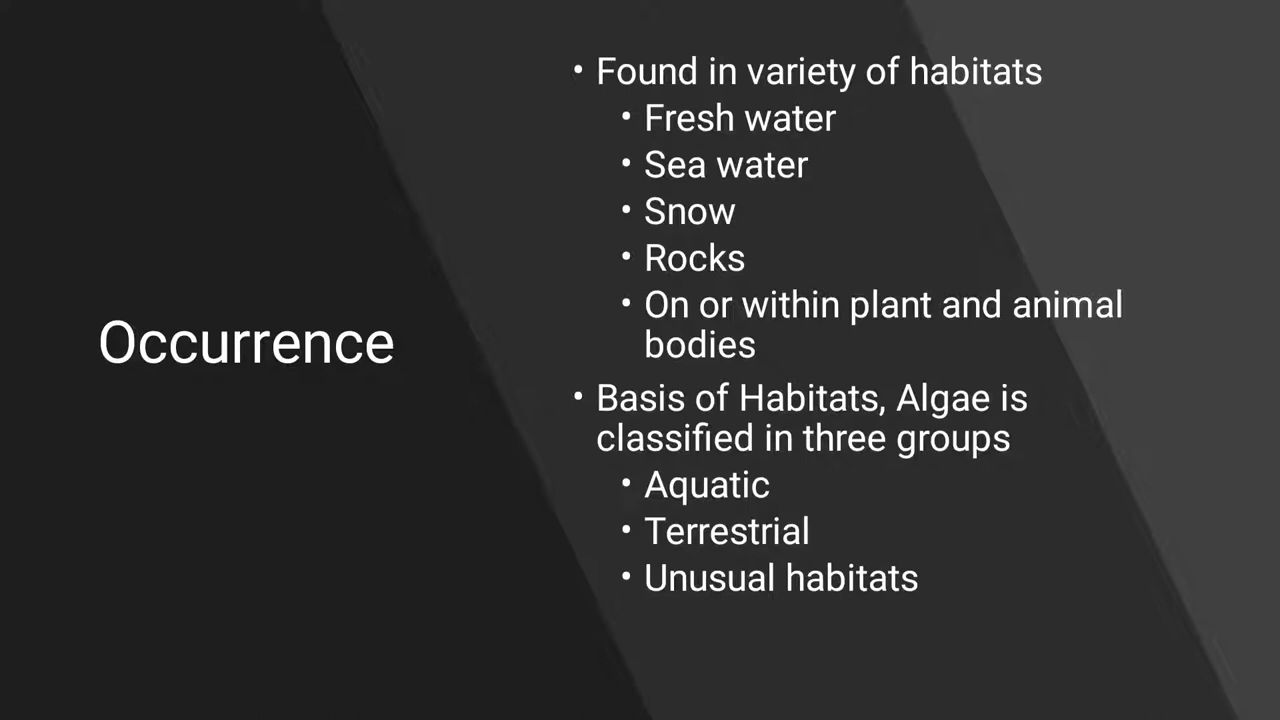 Occurrence
• Found in variety of habitats
• Fresh water
• Sea water
• Snow
• Rocks
• On or within plant and animal
bodies
• Basis of Habitats, Algae is
classified in three groups
• Aquatic
• Terrestrial
• Unusual habitats